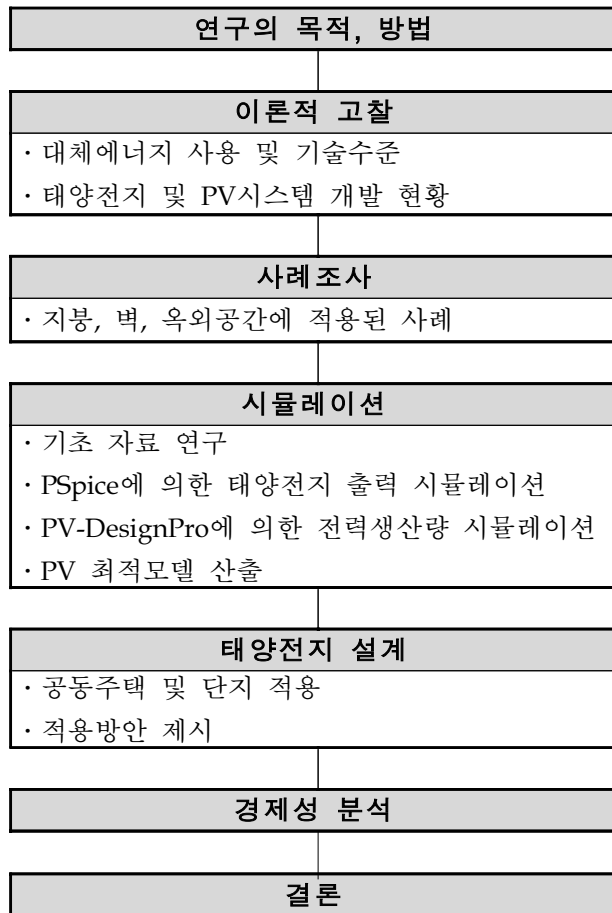 연구의 목적, 방법
이론적 고찰
· 대체에너지 사용 및 기술수준
· 태양전지 및 PV시스템 개발 현황
사례조사
· 지붕, 벽, 옥외공간에 적용된 사례
시뮬레이션
· 기초 자료 연구
· PSpice에 의한 태양전지 출력 시뮬레이션
· PV-DesignPro에 의한 전력생산량 시뮬레이션
· PV 최적모델 산출
태양전지 설계
· 공동주택 및 단지 적용
· 적용방안 제시
경제성 분석
결론